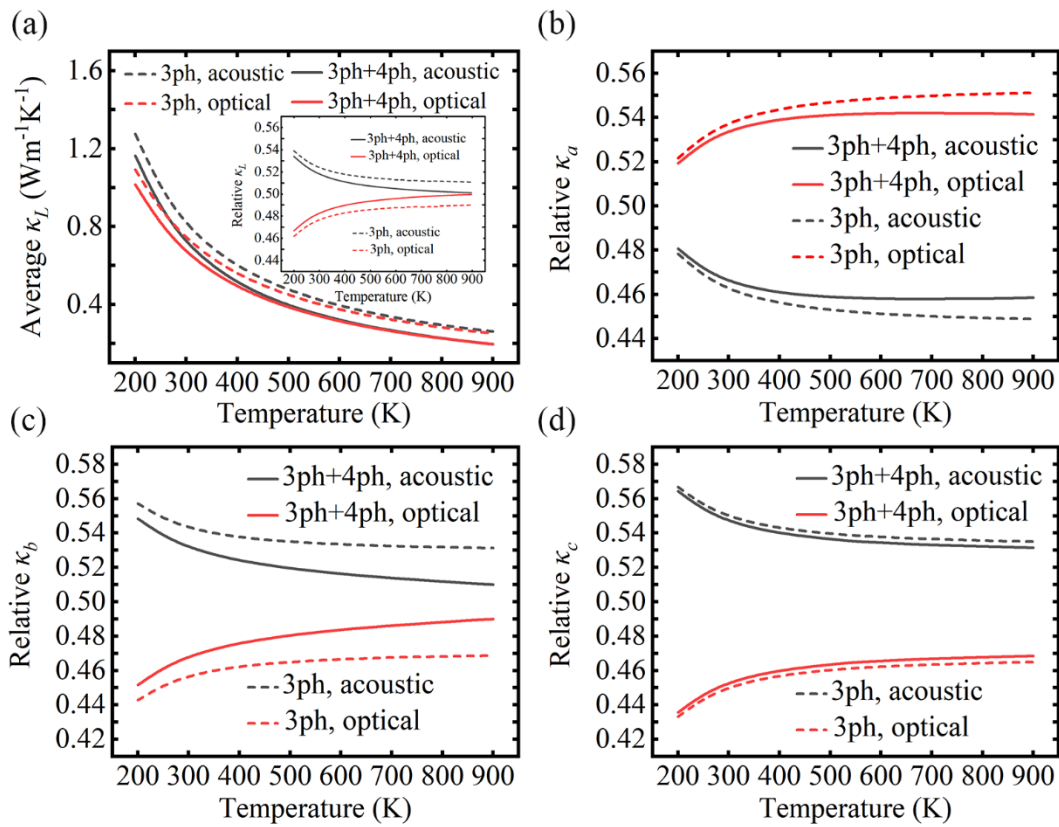 (a)
Average κL (Wm⁻¹K⁻¹)
1.6
1.2
0.8
0.4
3ph, acoustic
3ph+4ph, acoustic
3ph, optical
3ph+4ph, optical
Relative κL
0.56
0.54
0.52
0.50
0.48
0.46
0.44
3ph+4ph, acoustic
3ph+4ph, optical
3ph, acoustic
3ph, optical
200 300 400 500 600 700 800 900
Temperature (K)
200 300 400 500 600 700 800 900
Temperature (K)
(b)
Relative κa
0.56
0.54
0.52
0.50
0.48
0.46
0.44
3ph+4ph, acoustic
3ph+4ph, optical
3ph, acoustic
3ph, optical
200 300 400 500 600 700 800 900
Temperature (K)
(c)
Relative κb
0.58
0.56
0.54
0.52
0.50
0.48
0.46
0.44
0.42
3ph+4ph, acoustic
3ph+4ph, optical
3ph, acoustic
3ph, optical
200 300 400 500 600 700 800 900
Temperature (K)
(d)
Relative κc
0.58
0.56
0.54
0.52
0.50
0.48
0.46
0.44
0.42
3ph+4ph, acoustic
3ph+4ph, optical
3ph, acoustic
3ph, optical
200 300 400 500 600 700 800 900
Temperature (K)